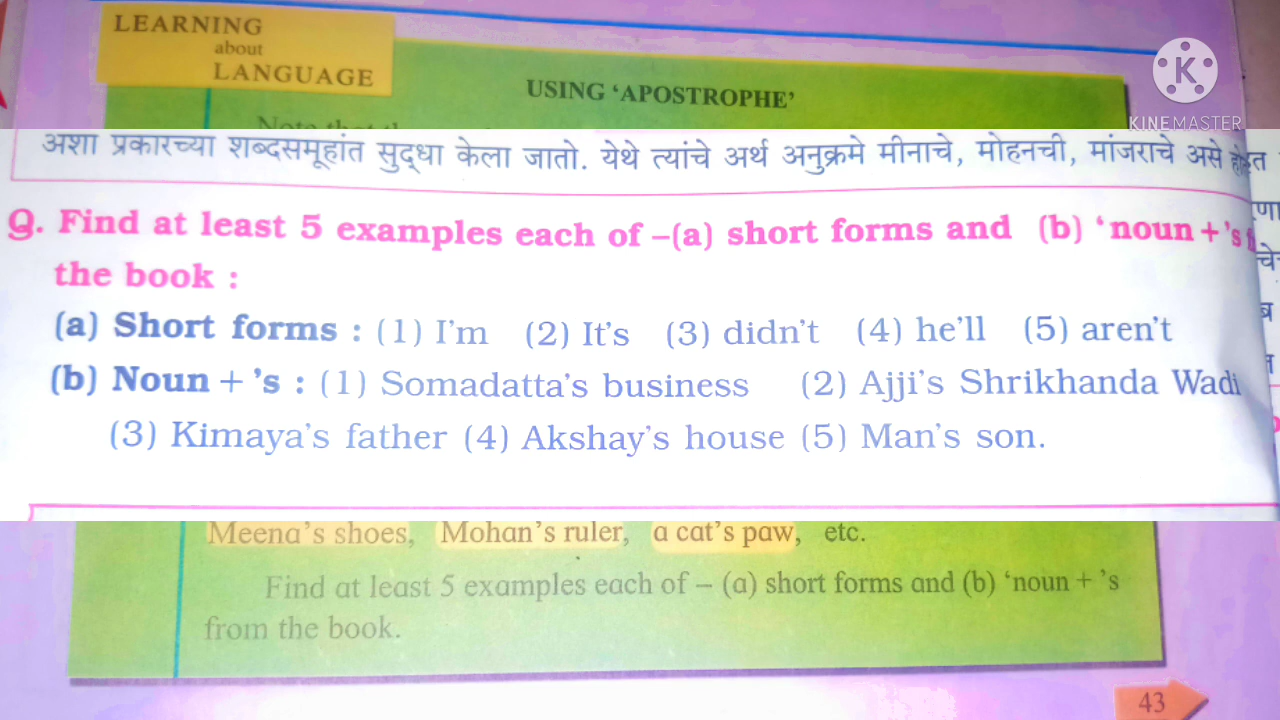 LEARNING
about
LANGUAGE
USING ‘APOSTROPHE’
KINEMASTER
Note that
अशा प्रकारच्या शब्दसमूहांत सुद्धा केला जातो. येथे त्यांचे अर्थ अनुक्रमे मीनाचे, मोहनची, मांजराचे असे होत
Q. Find at least 5 examples each of –(a) short forms and (b) ‘noun + ’s
the book :
(a) Short forms : (1) I’m (2) It’s (3) didn’t (4) he’ll (5) aren’t
(b) Noun + ’s : (1) Somadatta’s business (2) Ajji’s Shrikhanda Wadi
(3) Kimaya’s father (4) Akshay’s house (5) Man’s son.
Meena’s shoes, Mohan’s ruler, a cat’s paw, etc.
Find at least 5 examples each of – (a) short forms and (b) ‘noun + ’s
from the book.
43